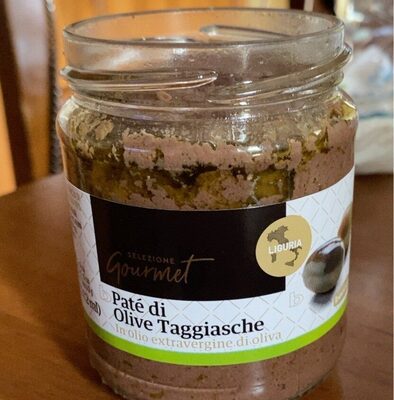 SELEZIONE
Gourmet
LIGURIA
Paté di
Olive Taggiasche
In olio extravergine di oliva